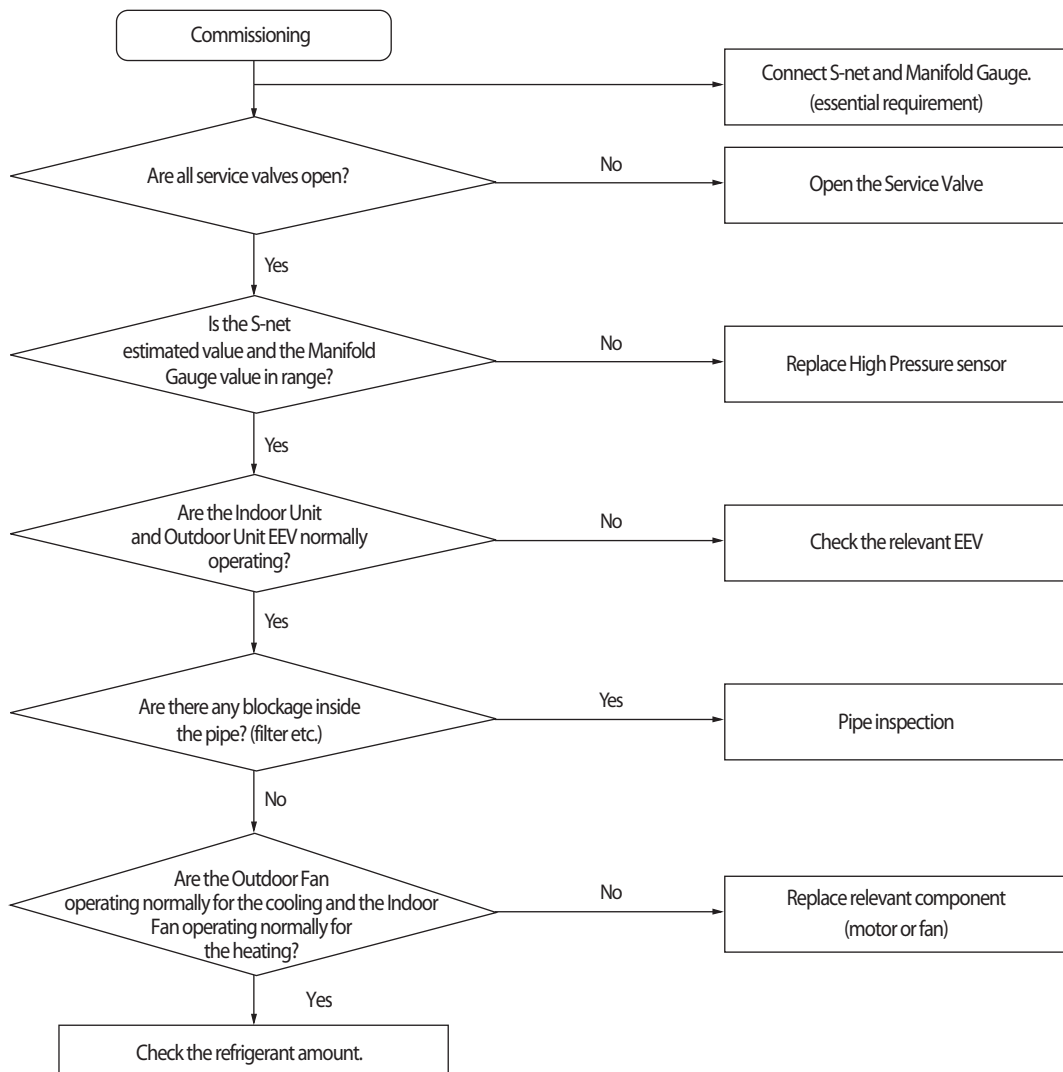 Commissioning
Connect S-net and Manifold Gauge.
(essential requirement)
Are all service valves open?
No
Open the Service Valve
Yes
Is the S-net
estimated value and the Manifold
Gauge value in range?
No
Replace High Pressure sensor
Yes
Are the Indoor Unit
and Outdoor Unit EEV normally
operating?
No
Check the relevant EEV
Yes
Are there any blockage inside
the pipe? (filter etc.)
Yes
Pipe inspection
No
Are the Outdoor Fan
operating normally for the cooling and the Indoor
Fan operating normally for
the heating?
No
Replace relevant component
(motor or fan)
Yes
Check the refrigerant amount.